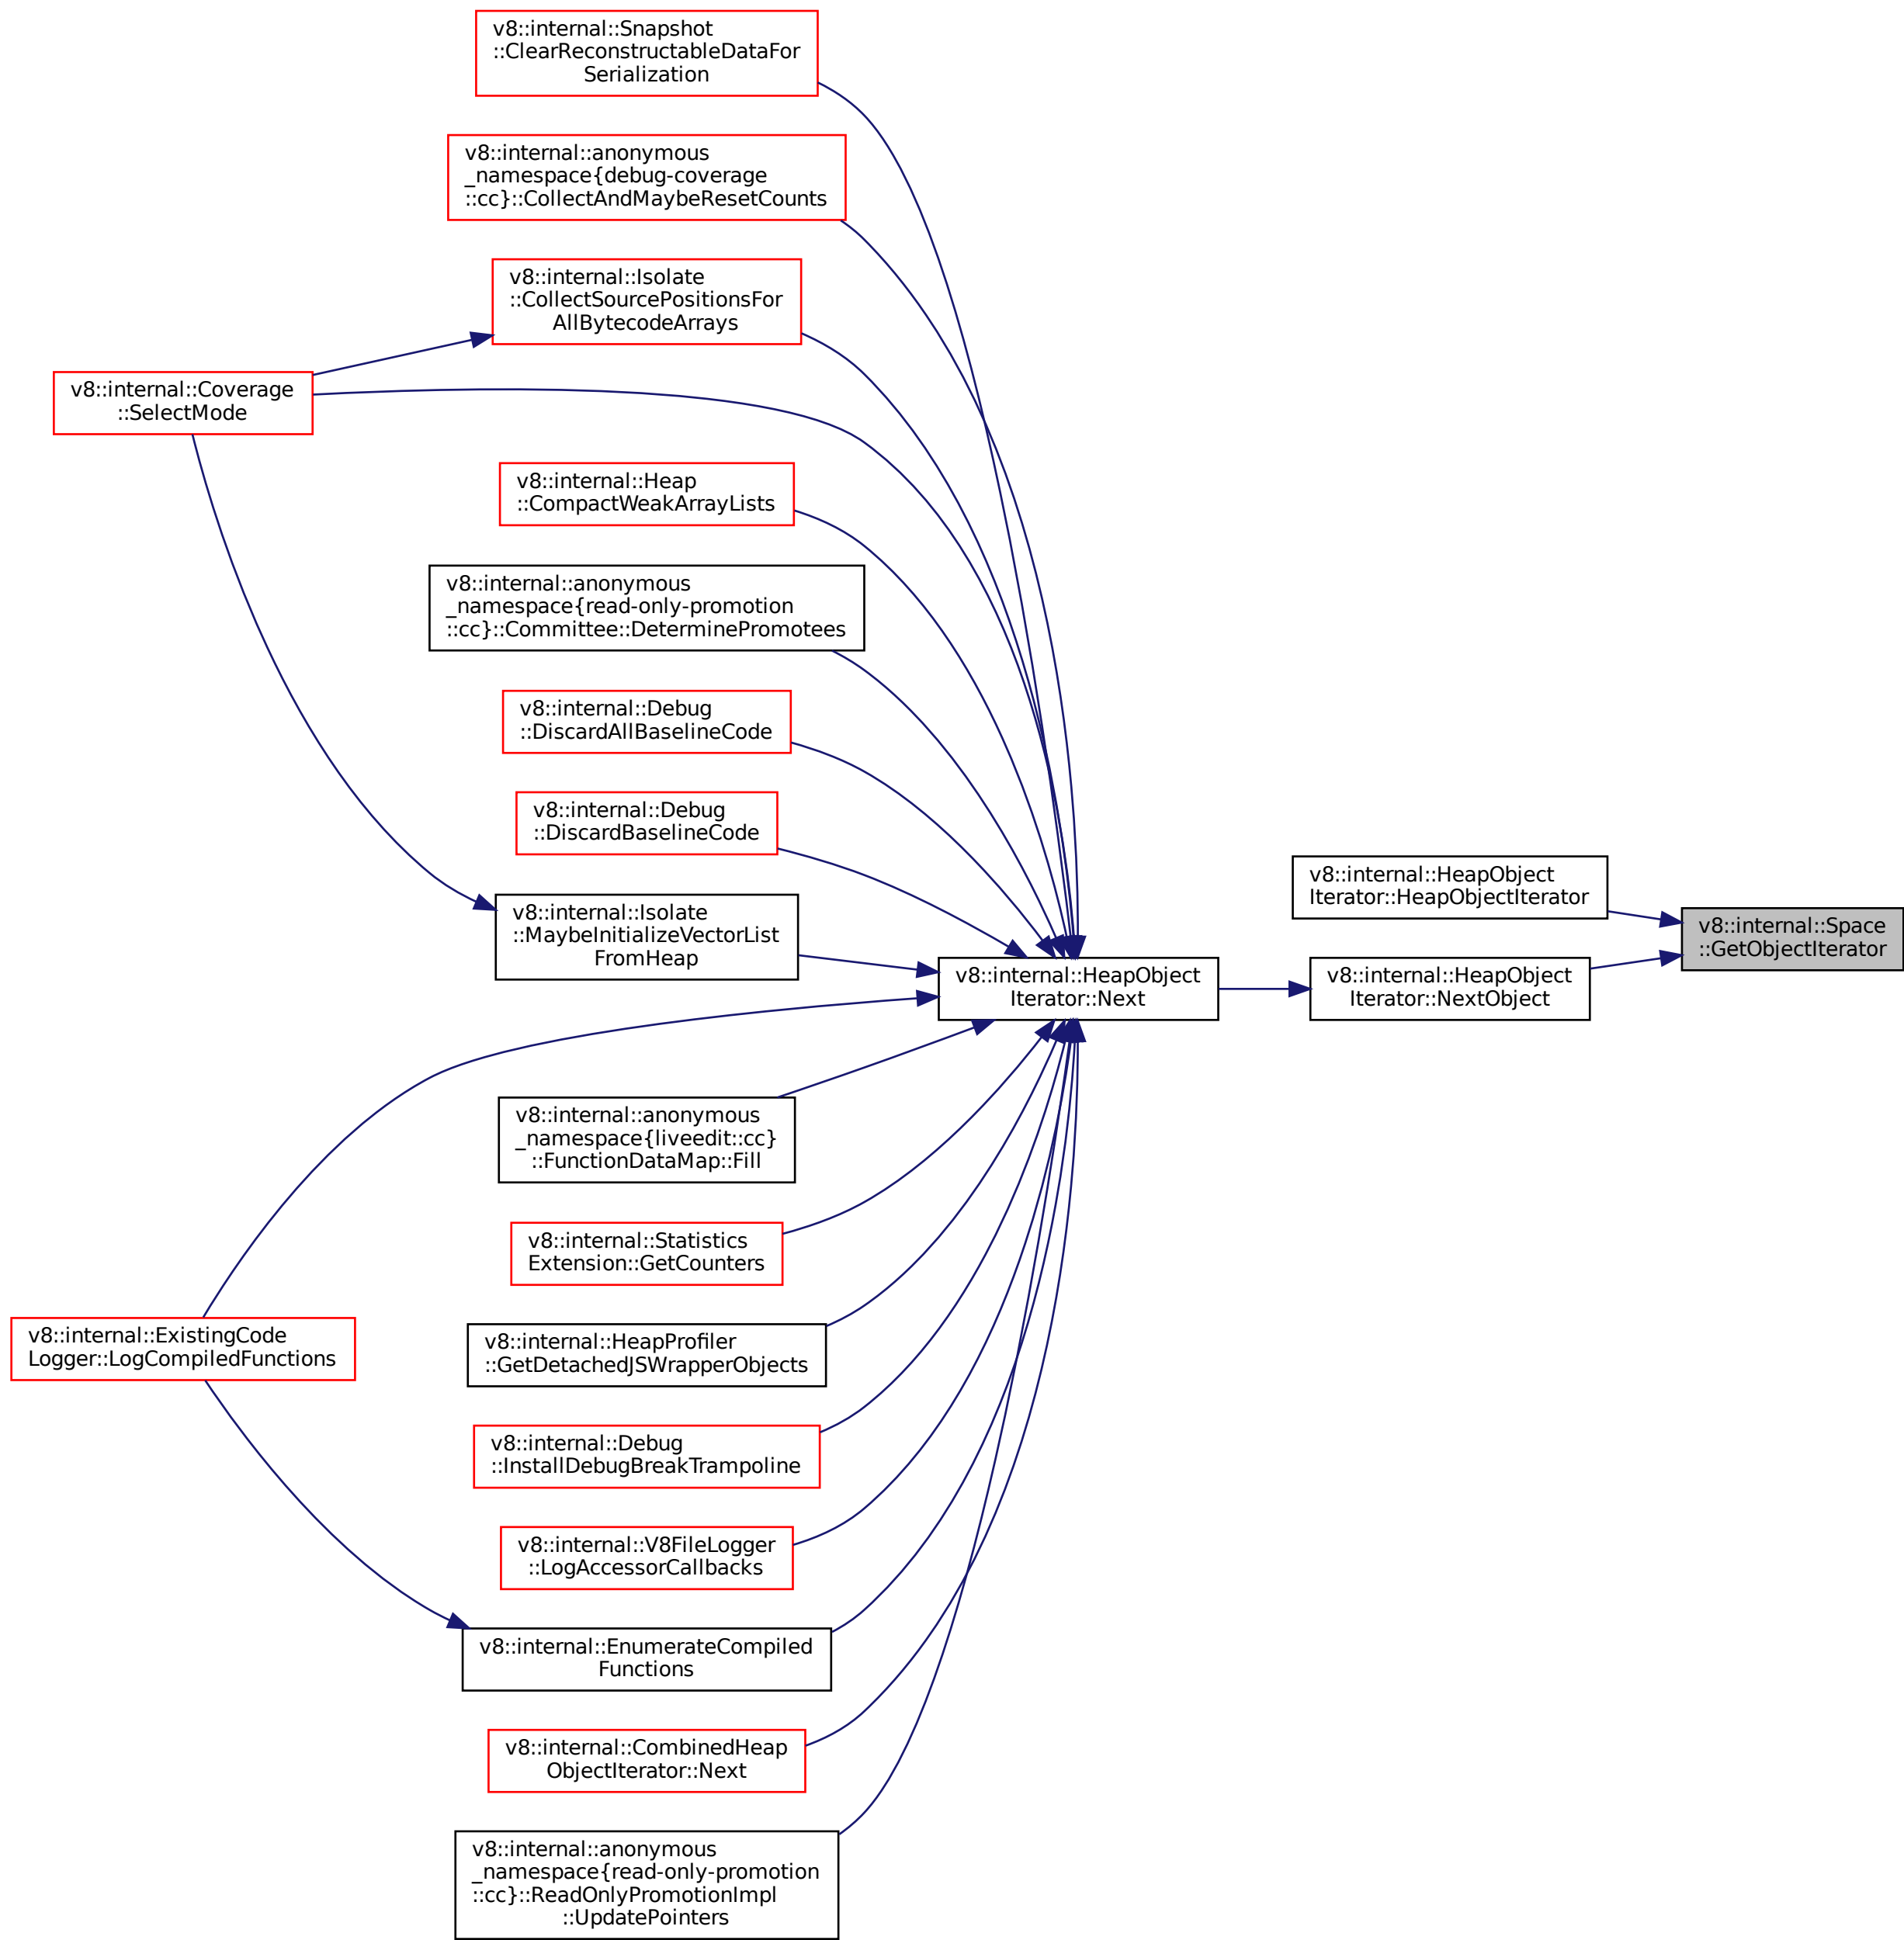 v8::internal::Snapshot
::ClearReconstructableDataFor
Serialization
v8::internal::anonymous
_namespace{debug-coverage
::cc}::CollectAndMaybeResetCounts
v8::internal::Isolate
::CollectSourcePositionsFor
AllBytecodeArrays
v8::internal::Coverage
::SelectMode
v8::internal::Heap
::CompactWeakArrayLists
v8::internal::anonymous
_namespace{read-only-promotion
::cc}::Committee::DeterminePromotees
v8::internal::Debug
::DiscardAllBaselineCode
v8::internal::Debug
::DiscardBaselineCode
v8::internal::HeapObject
Iterator::HeapObjectIterator
v8::internal::Space
::GetObjectIterator
v8::internal::Isolate
::MaybeInitializeVectorList
FromHeap
v8::internal::HeapObject
Iterator::Next
v8::internal::HeapObject
Iterator::NextObject
v8::internal::anonymous
_namespace{liveedit::cc}
::FunctionDataMap::Fill
v8::internal::Statistics
Extension::GetCounters
v8::internal::ExistingCode
Logger::LogCompiledFunctions
v8::internal::HeapProfiler
::GetDetachedJSWrapperObjects
v8::internal::Debug
::InstallDebugBreakTrampoline
v8::internal::V8FileLogger
::LogAccessorCallbacks
v8::internal::EnumerateCompiled
Functions
v8::internal::CombinedHeap
ObjectIterator::Next
v8::internal::anonymous
_namespace{read-only-promotion
::cc}::ReadOnlyPromotionImpl
::UpdatePointers